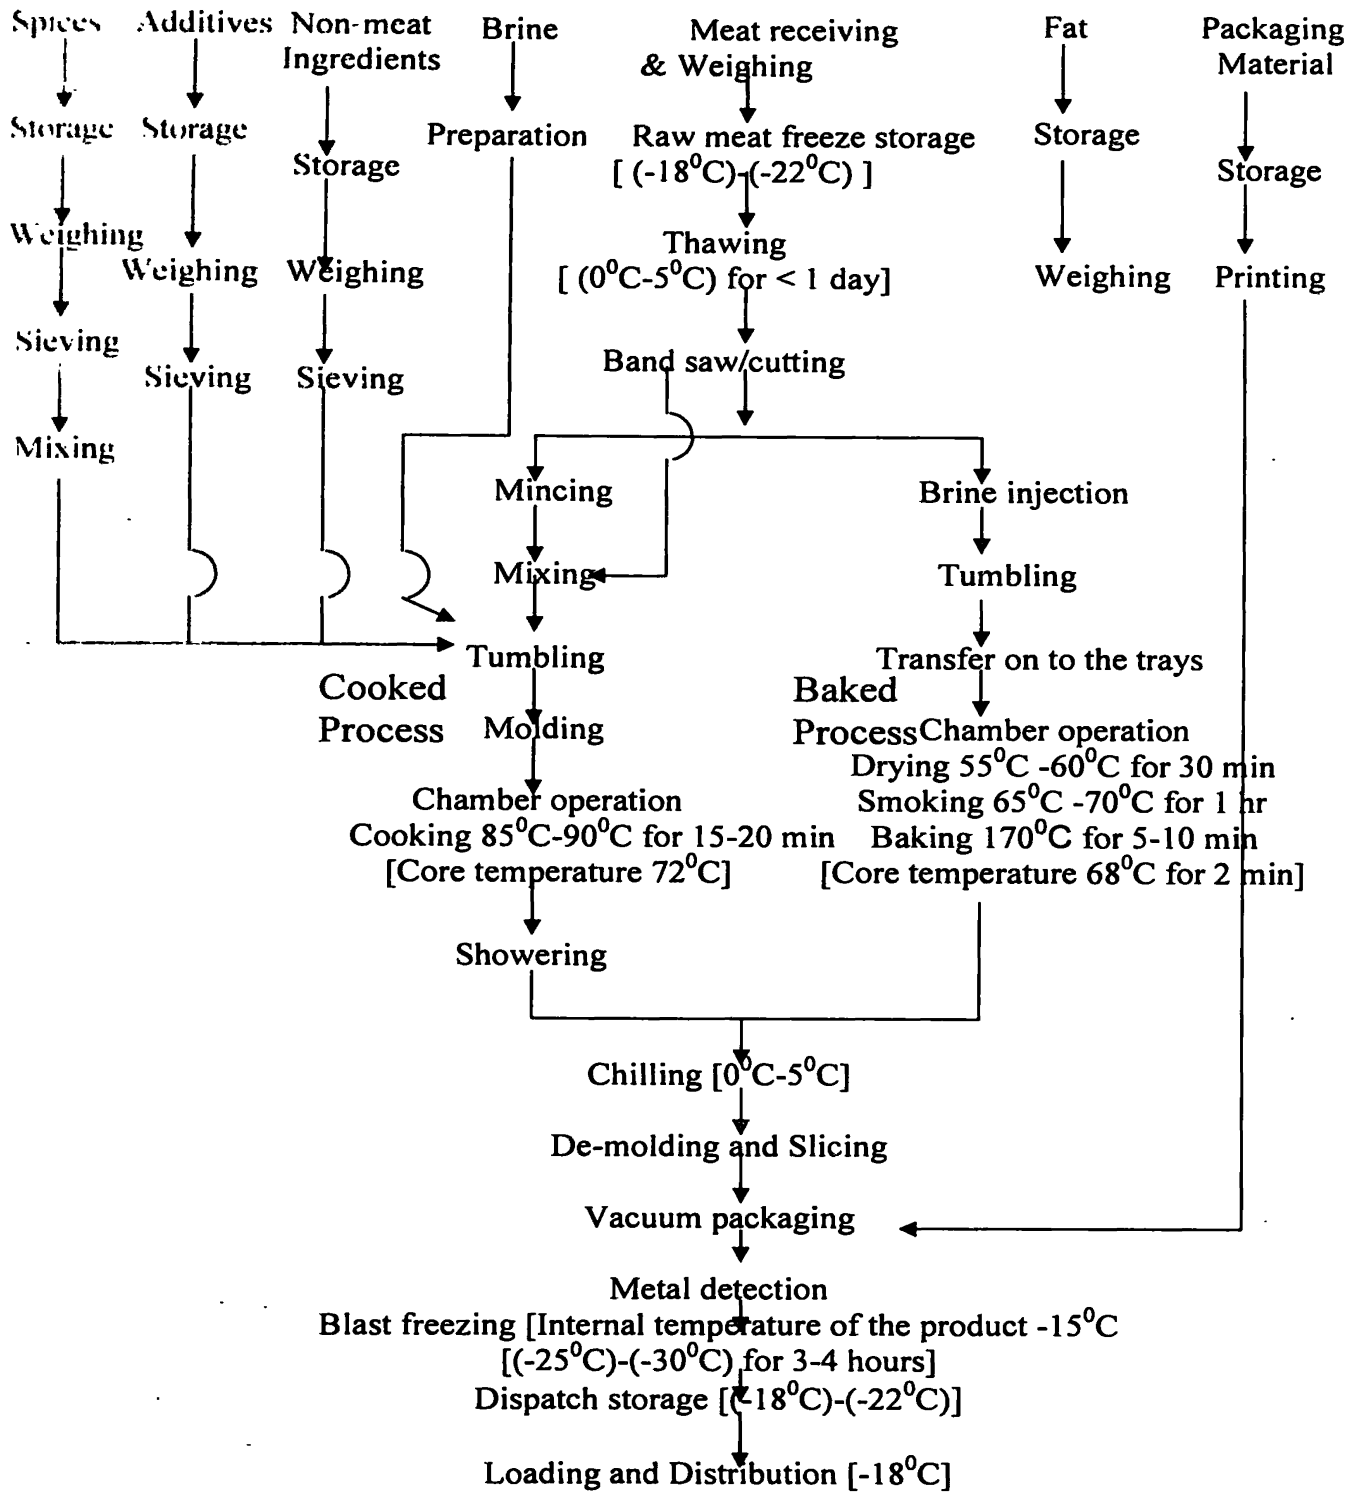 Spices
Additives
Non-meat
Ingredients
Brine
Meat receiving
& Weighing
Fat
Packaging
Material
Storage
Storage
Storage
Preparation
Raw meat freeze storage
[ (-18⁰C)-(-22⁰C) ]
Storage
Storage
Weighing
Weighing
Weighing
Thawing
[ (0⁰C-5⁰C) for < 1 day]
Weighing
Printing
Sieving
Sieving
Sieving
Band saw/cutting
Mixing
Mincing
Brine injection
Mixing
Tumbling
Tumbling
Transfer on to the trays
Cooked
Process
Molding
Baked
Process
Chamber operation
Drying 55⁰C -60⁰C for 30 min
Chamber operation
Smoking 65⁰C -70⁰C for 1 hr
Cooking 85⁰C-90⁰C for 15-20 min
Baking 170⁰C for 5-10 min
[Core temperature 72⁰C]
[Core temperature 68⁰C for 2 min]
Showering
Chilling [0⁰C-5⁰C]
De-molding and Slicing
Vacuum packaging
Metal detection
Blast freezing [Internal temperature of the product -15⁰C
[(-25⁰C)-(-30⁰C) for 3-4 hours]
Dispatch storage [(-18⁰C)-(-22⁰C)]
Loading and Distribution [-18⁰C]